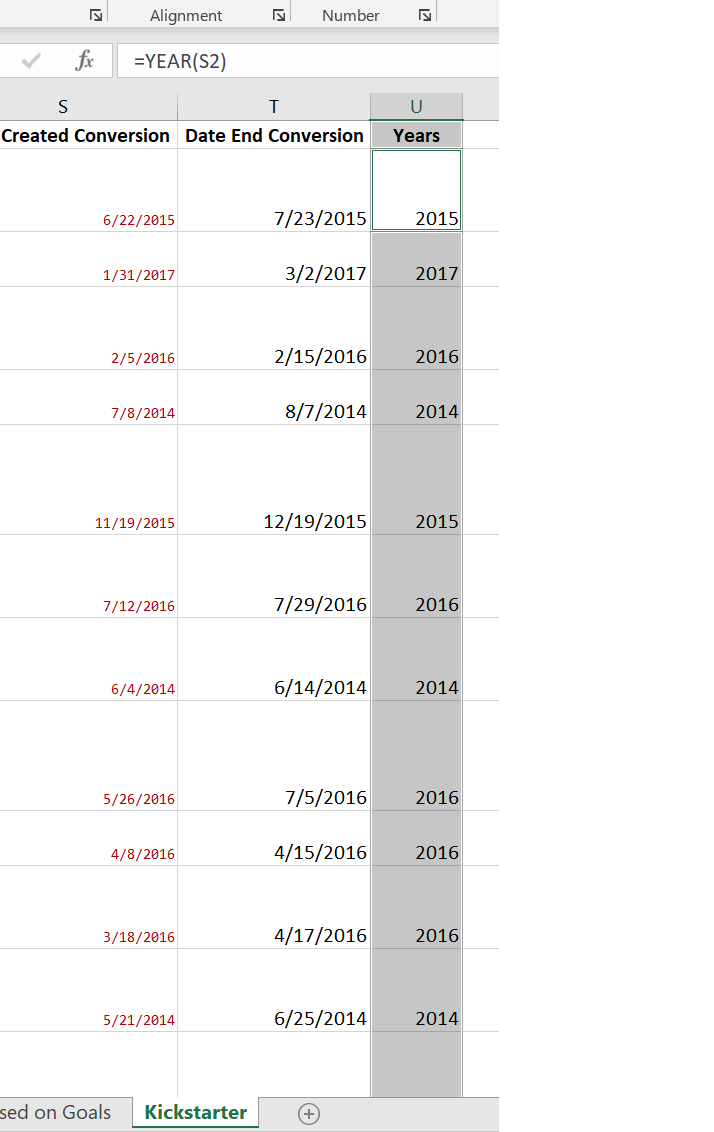 Alignment Number
fx =YEAR(S2)
S T U
Created Conversion Date End Conversion Years
6/22/2015 7/23/2015 2015
1/31/2017 3/2/2017 2017
2/5/2016 2/15/2016 2016
7/8/2014 8/7/2014 2014
11/19/2015 12/19/2015 2015
7/12/2016 7/29/2016 2016
6/4/2014 6/14/2014 2014
5/26/2016 7/5/2016 2016
4/8/2016 4/15/2016 2016
3/18/2016 4/17/2016 2016
5/21/2014 6/25/2014 2014
sed on Goals Kickstarter